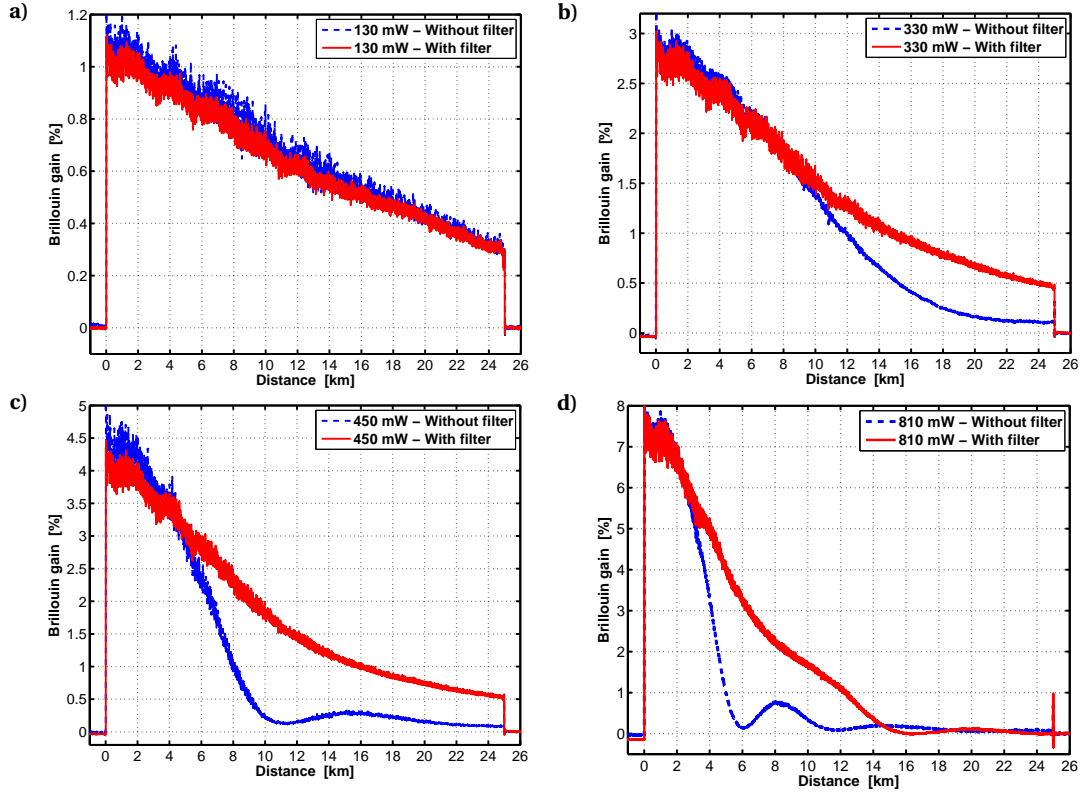 a)
130 mW – Without filter
130 mW – With filter
Brillouin gain [%]
1.2
1
0.8
0.6
0.4
0.2
0
0 2 4 6 8 10 12 14 16 18 20 22 24 26
Distance [km]
b)
330 mW – Without filter
330 mW – With filter
Brillouin gain [%]
3
2.5
2
1.5
1
0.5
0
0 2 4 6 8 10 12 14 16 18 20 22 24 26
Distance [km]
c)
450 mW – Without filter
450 mW – With filter
Brillouin gain [%]
5
4.5
4
3.5
3
2.5
2
1.5
1
0.5
0
0 2 4 6 8 10 12 14 16 18 20 22 24 26
Distance [km]
d)
810 mW – Without filter
810 mW – With filter
Brillouin gain [%]
8
7
6
5
4
3
2
1
0
0 2 4 6 8 10 12 14 16 18 20 22 24 26
Distance [km]